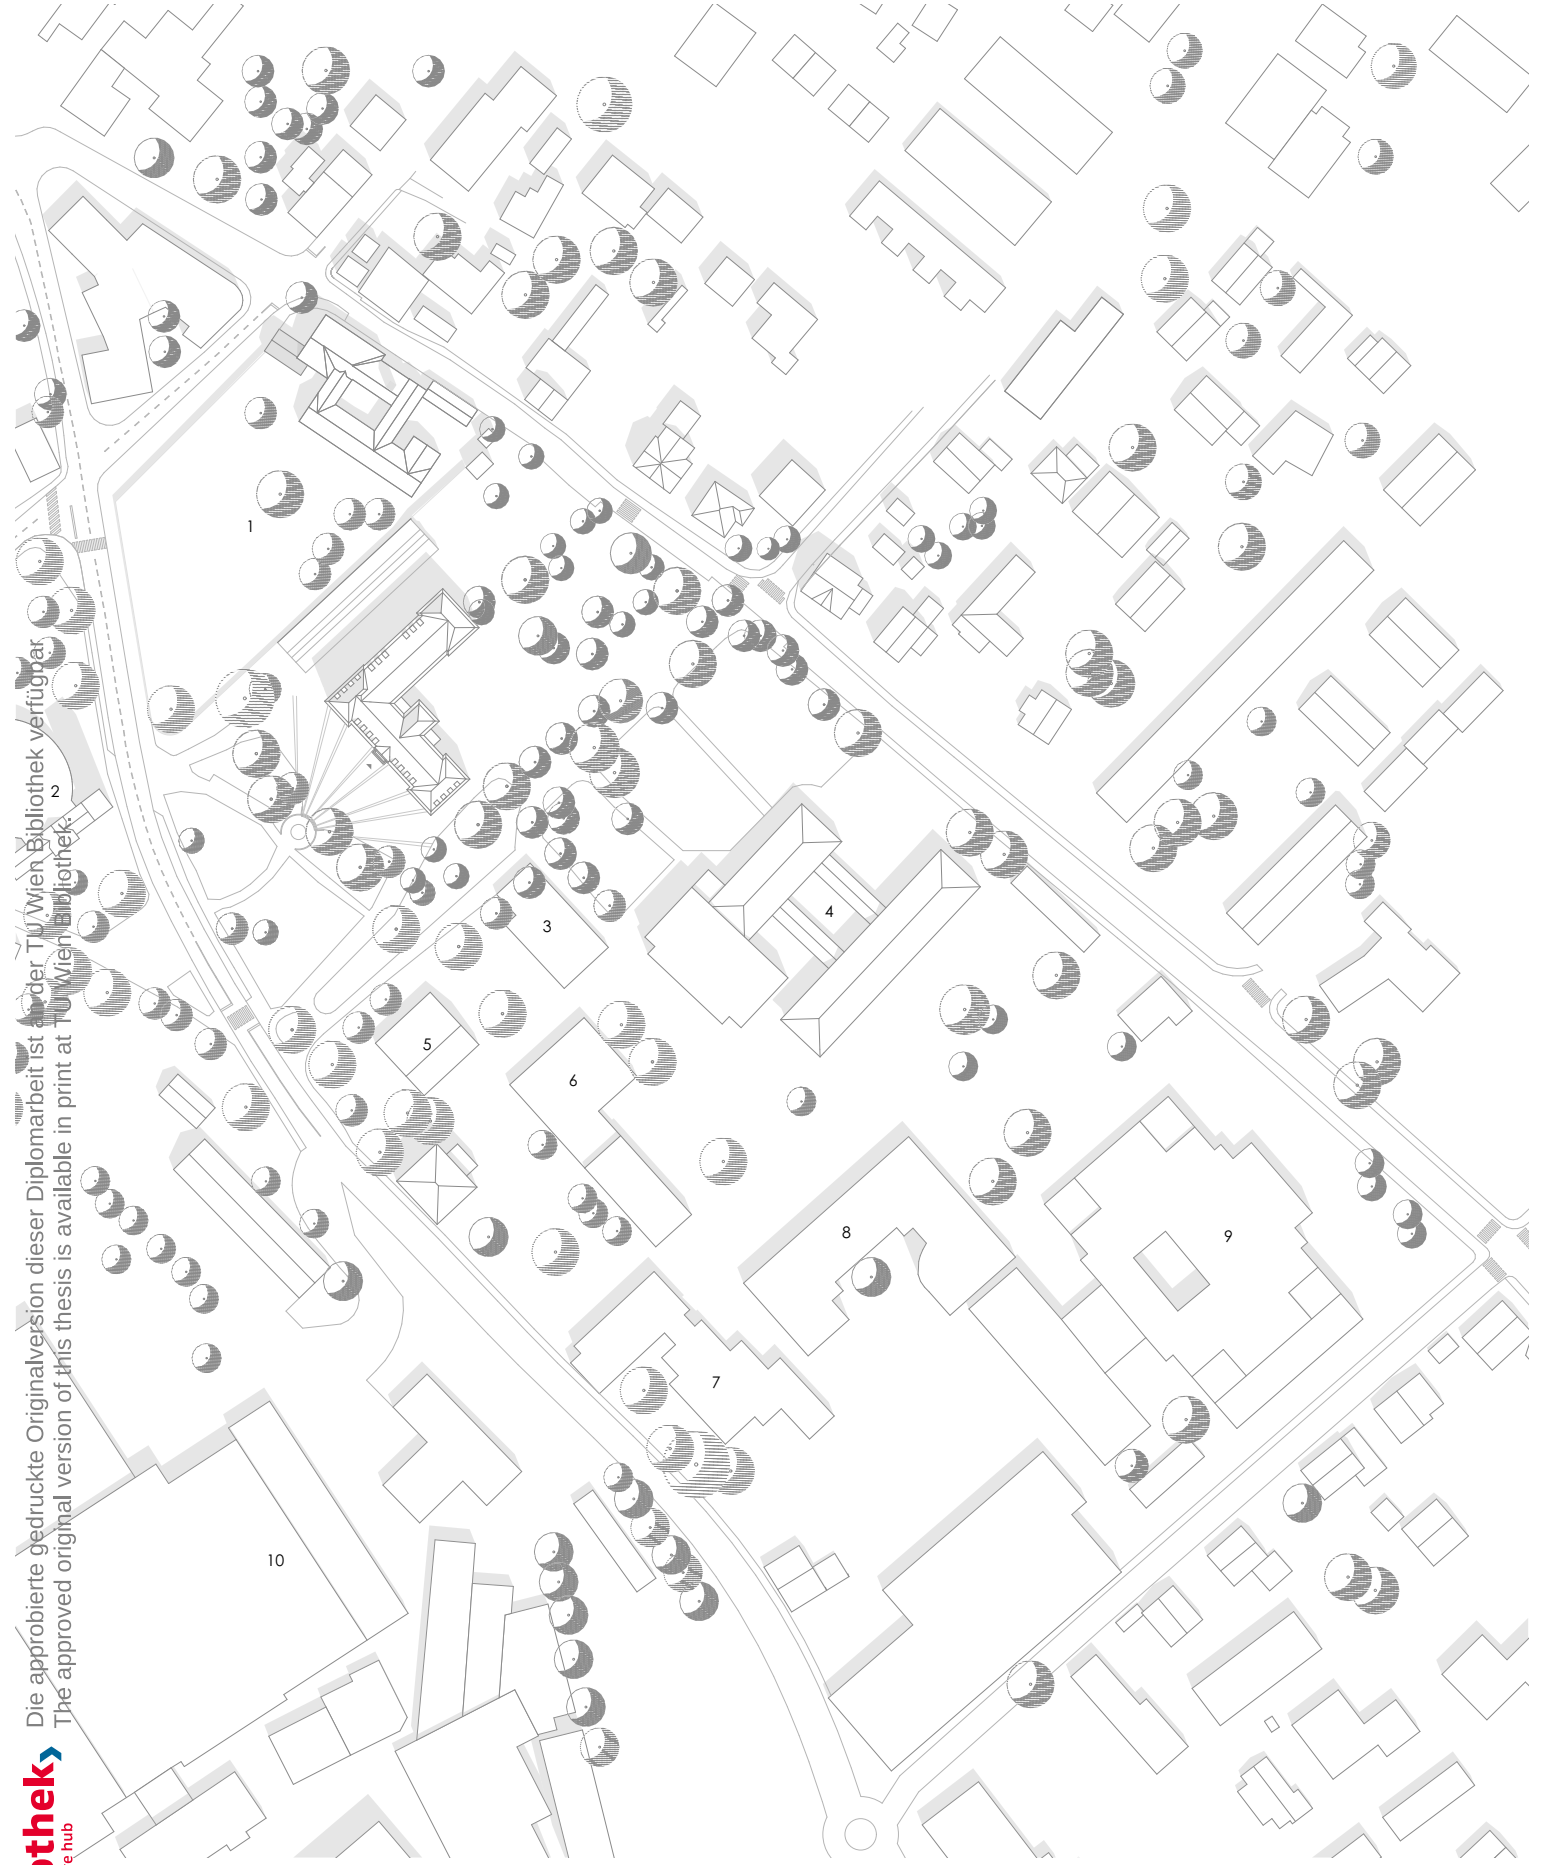 1
2
3
4
5
6
7
8
9
10
Die approbierte gedruckte Originalversion dieser Diplomarbeit ist an der TU Wien Bibliothek verfügbar
The approved original version of this thesis is available in print at TU Wien Bibliothek.
othek
e hub